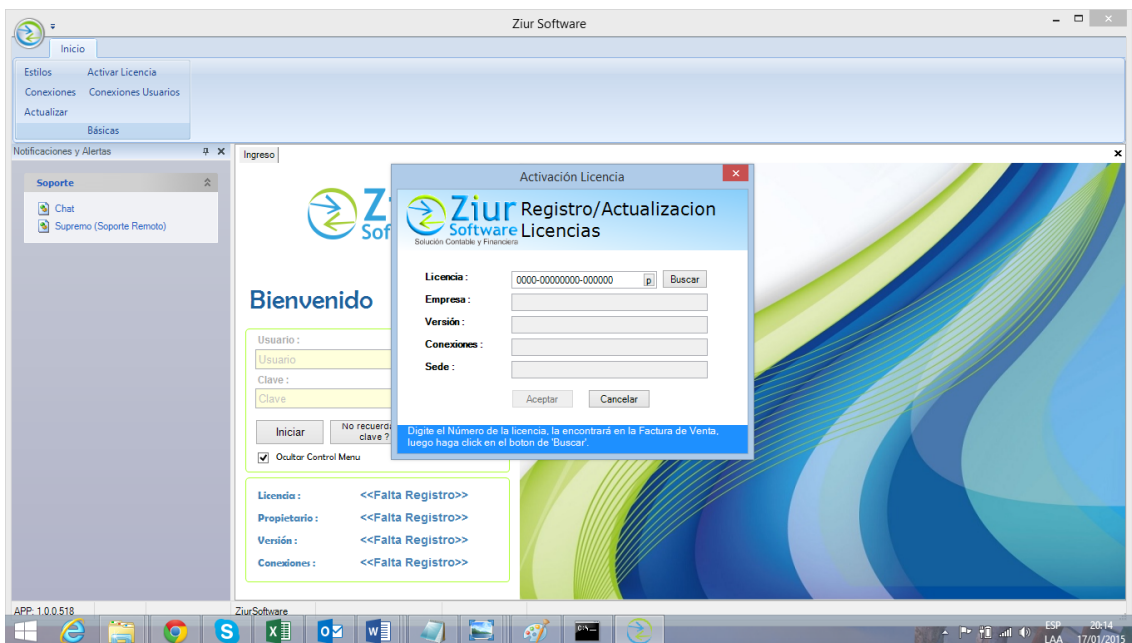 Ziur Software
Inicio
Estilos Activar Licencia
Conexiones Conexiones Usuarios
Actualizar
Básicas
Notificaciones y Alertas
Soporte
Chat
Supremo (Soporte Remoto)
Ingreso
Bienvenido
Usuario :
Usuario
Clave :
Clave
Iniciar
No recuerda
clave ?
Ocultar Control Menu
Licencia : <<Falta Registro>>
Propietario : <<Falta Registro>>
Versión : <<Falta Registro>>
Conexiones : <<Falta Registro>>
Activación Licencia
Ziur Software
Solución Contable y Financiera
Registro/Actualizacion
Licencias
Licencia : 0000-00000000-000000 p Buscar
Empresa :
Versión :
Conexiones :
Sede :
Aceptar Cancelar
Digite el Número de la licencia, la encontrará en la Factura de Venta,
luego haga click en el boton de 'Buscar'.
APP: 1.0.0.518 ZiurSoftware
ESP 20:14
LAA 17/01/2015